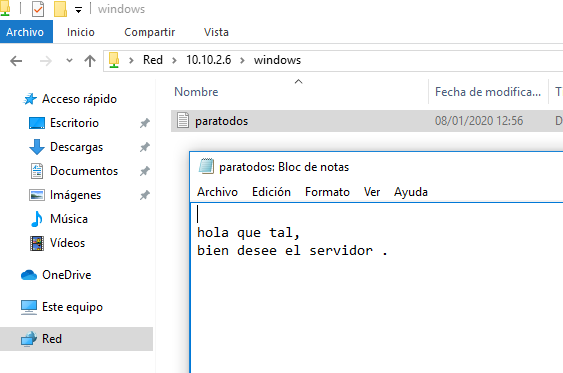 windows
Archivo Inicio Compartir Vista
Red 10.10.2.6 windows
Nombre Fecha de modifica... T
Acceso rápido
Escritorio
Descargas
Documentos
Imágenes
Música
Vídeos
OneDrive
Este equipo
Red
paratodos 08/01/2020 12:56 D
paratodos: Bloc de notas
Archivo Edición Formato Ver Ayuda
hola que tal,
bien desee el servidor .